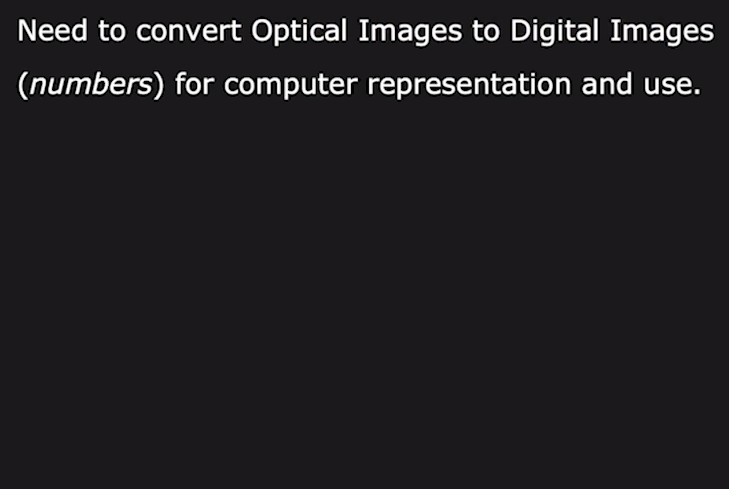 Need to convert Optical Images to Digital Images
(numbers) for computer representation and use.